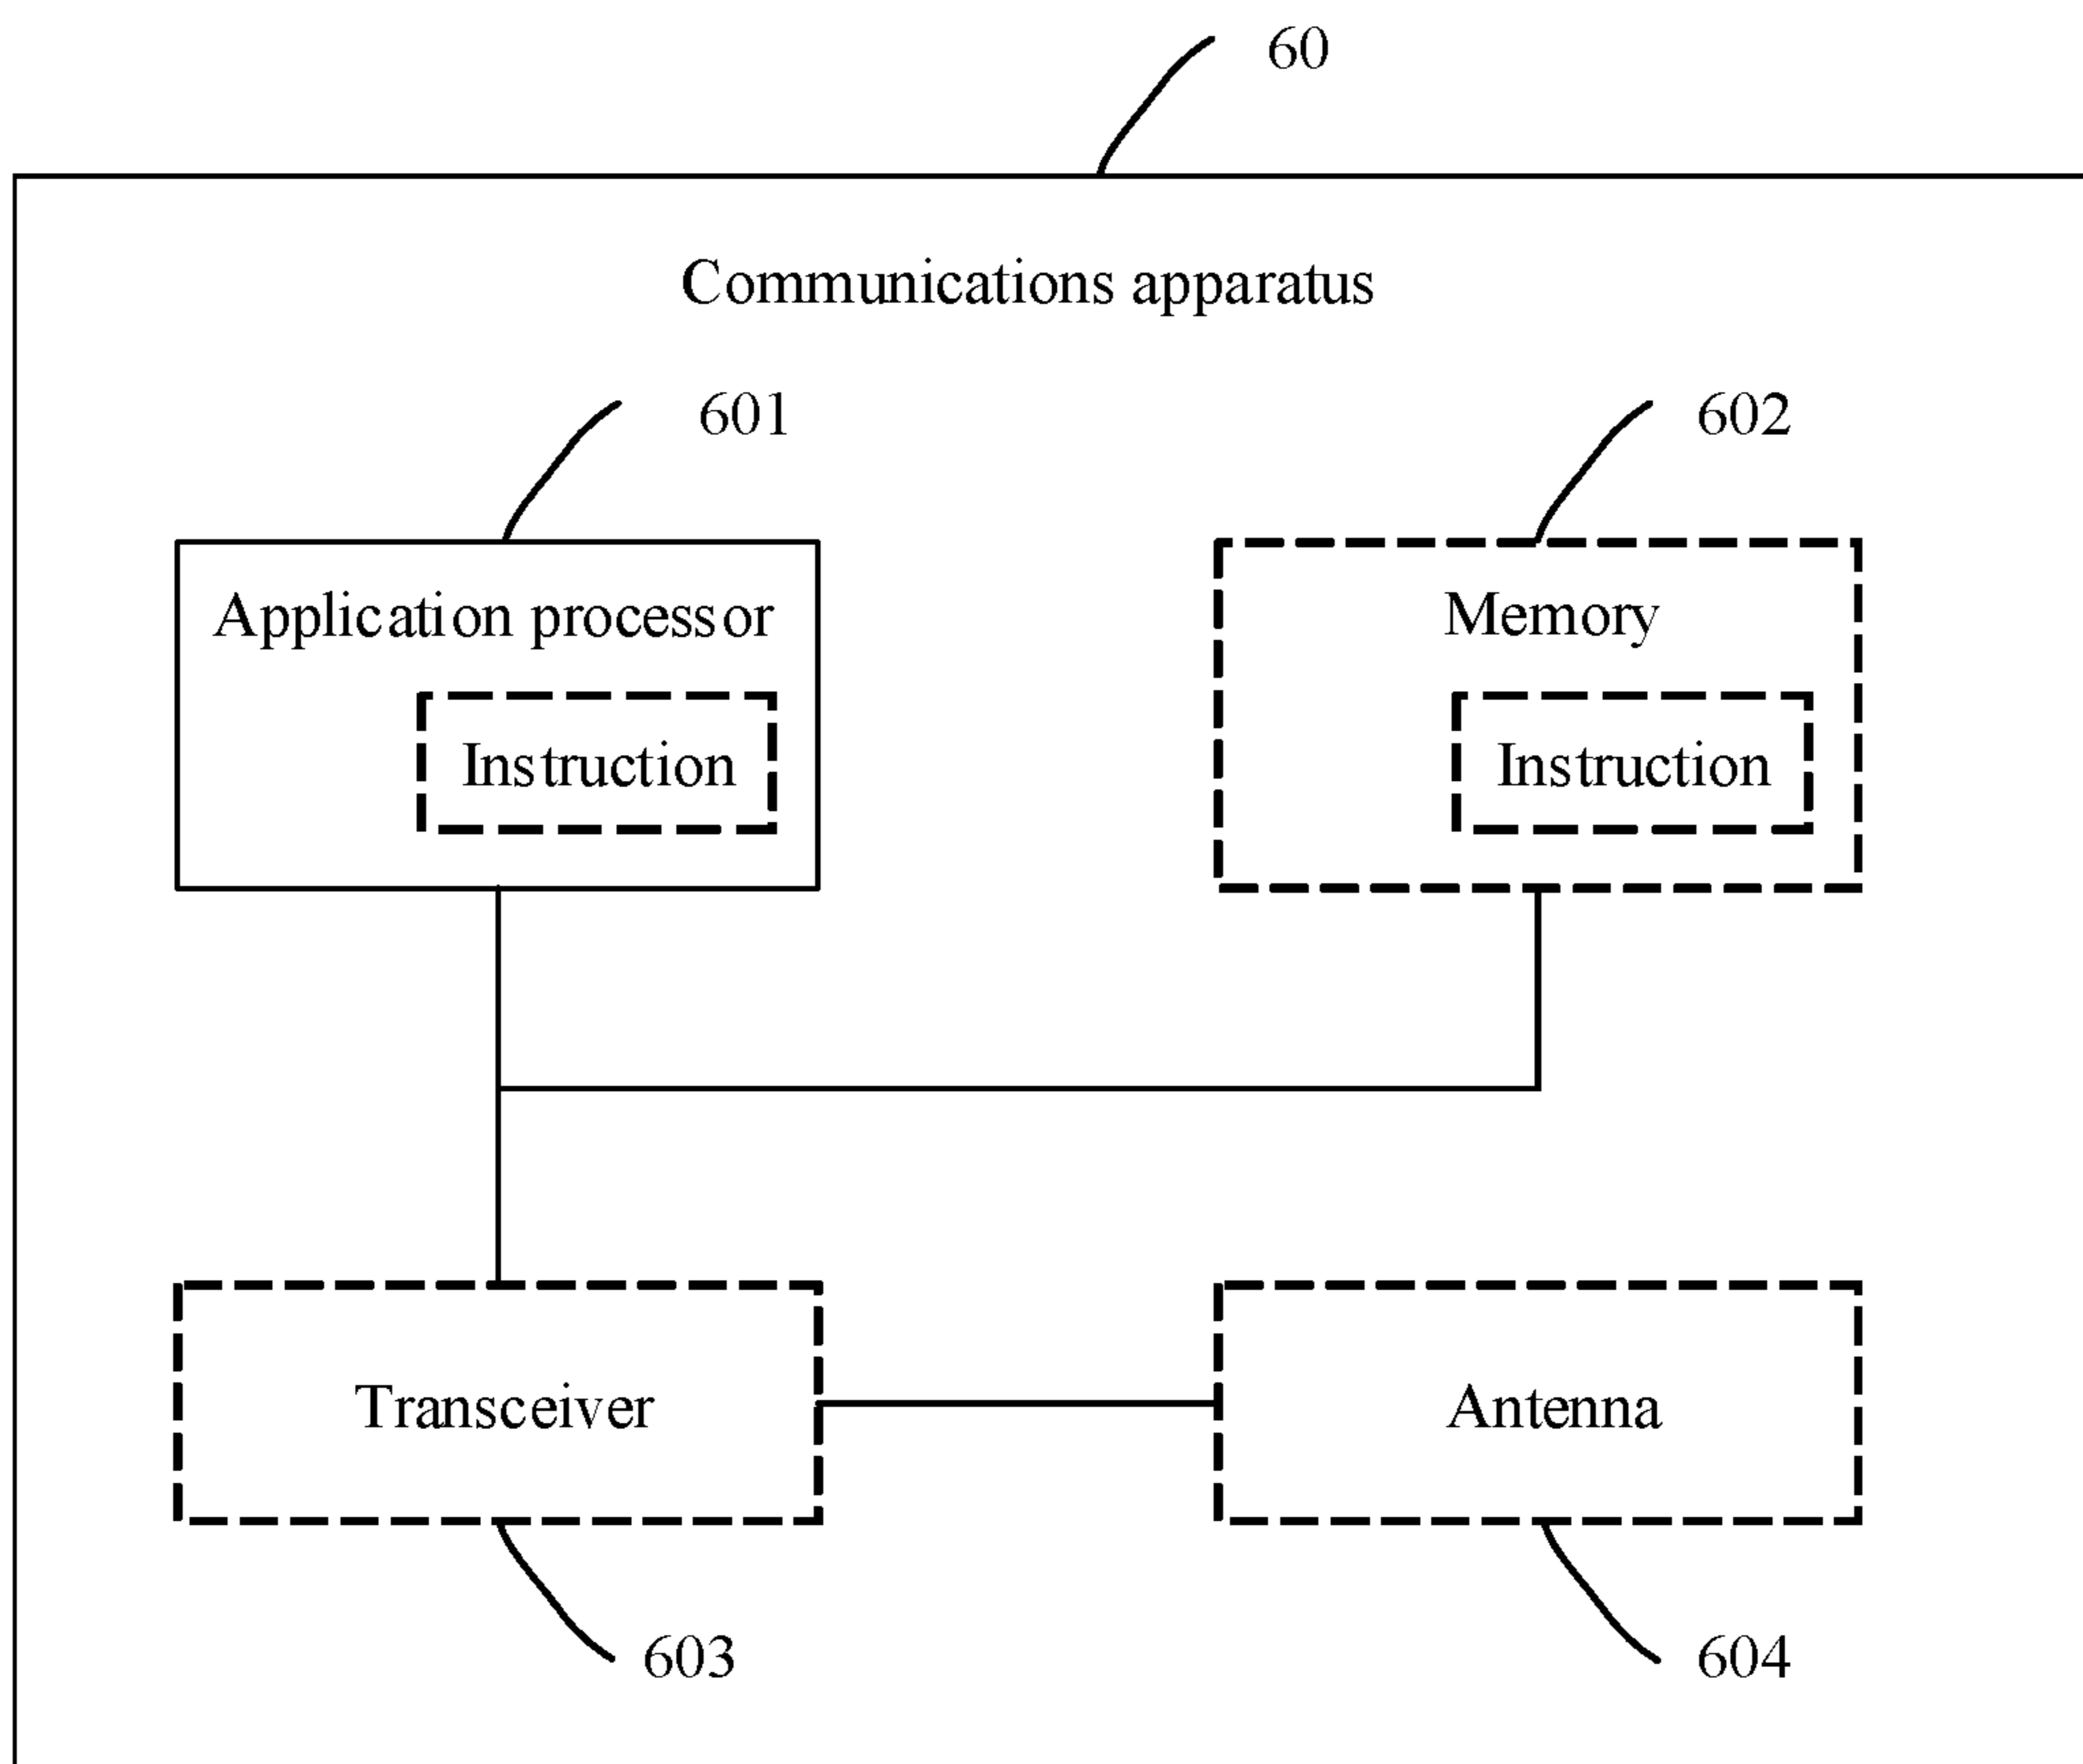 60
Communications apparatus
601
602
Application processor
Memory
Instruction
Instruction
Transceiver
Antenna
603
604